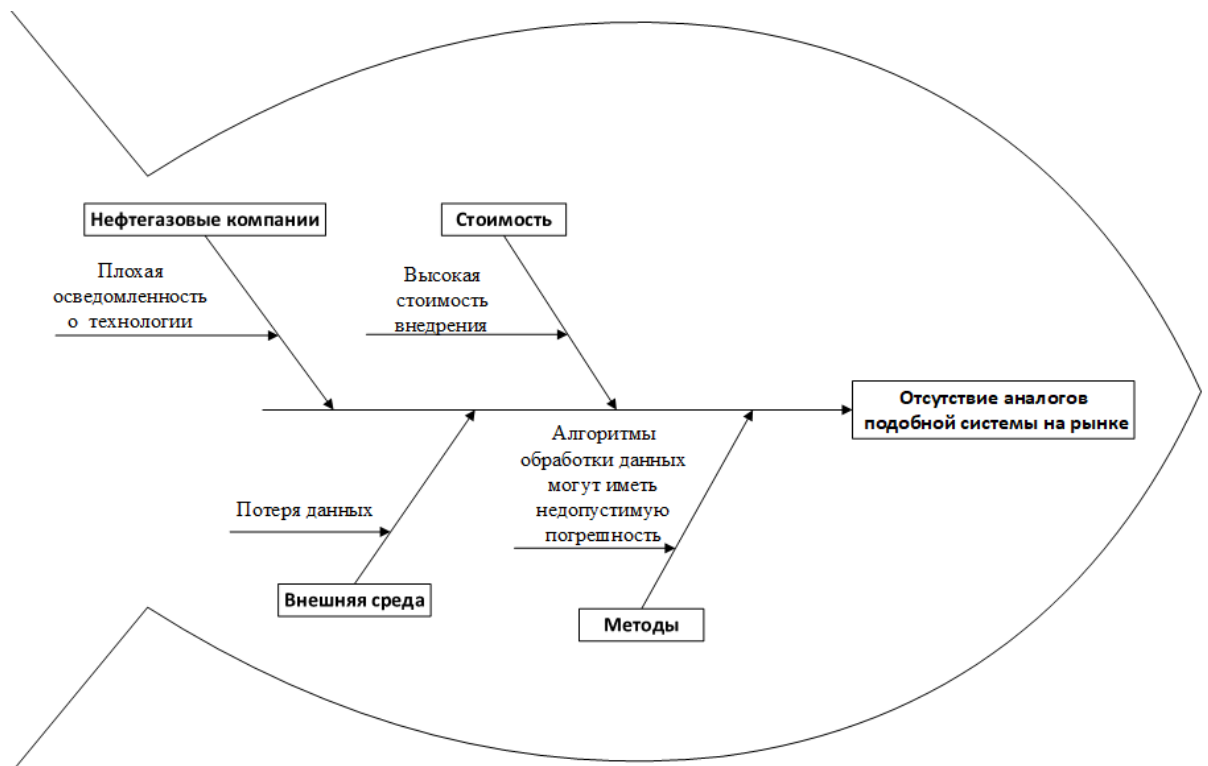 Нефтегазовые компании
Стоимость
Плохая
осведомленность
о технологии
Высокая
стоимость
внедрения
Отсутствие аналогов
подобной системы на рынке
Алгоритмы
обработки данных
могут иметь
недопустимую
погрешность
Потеря данных
Внешняя среда
Методы